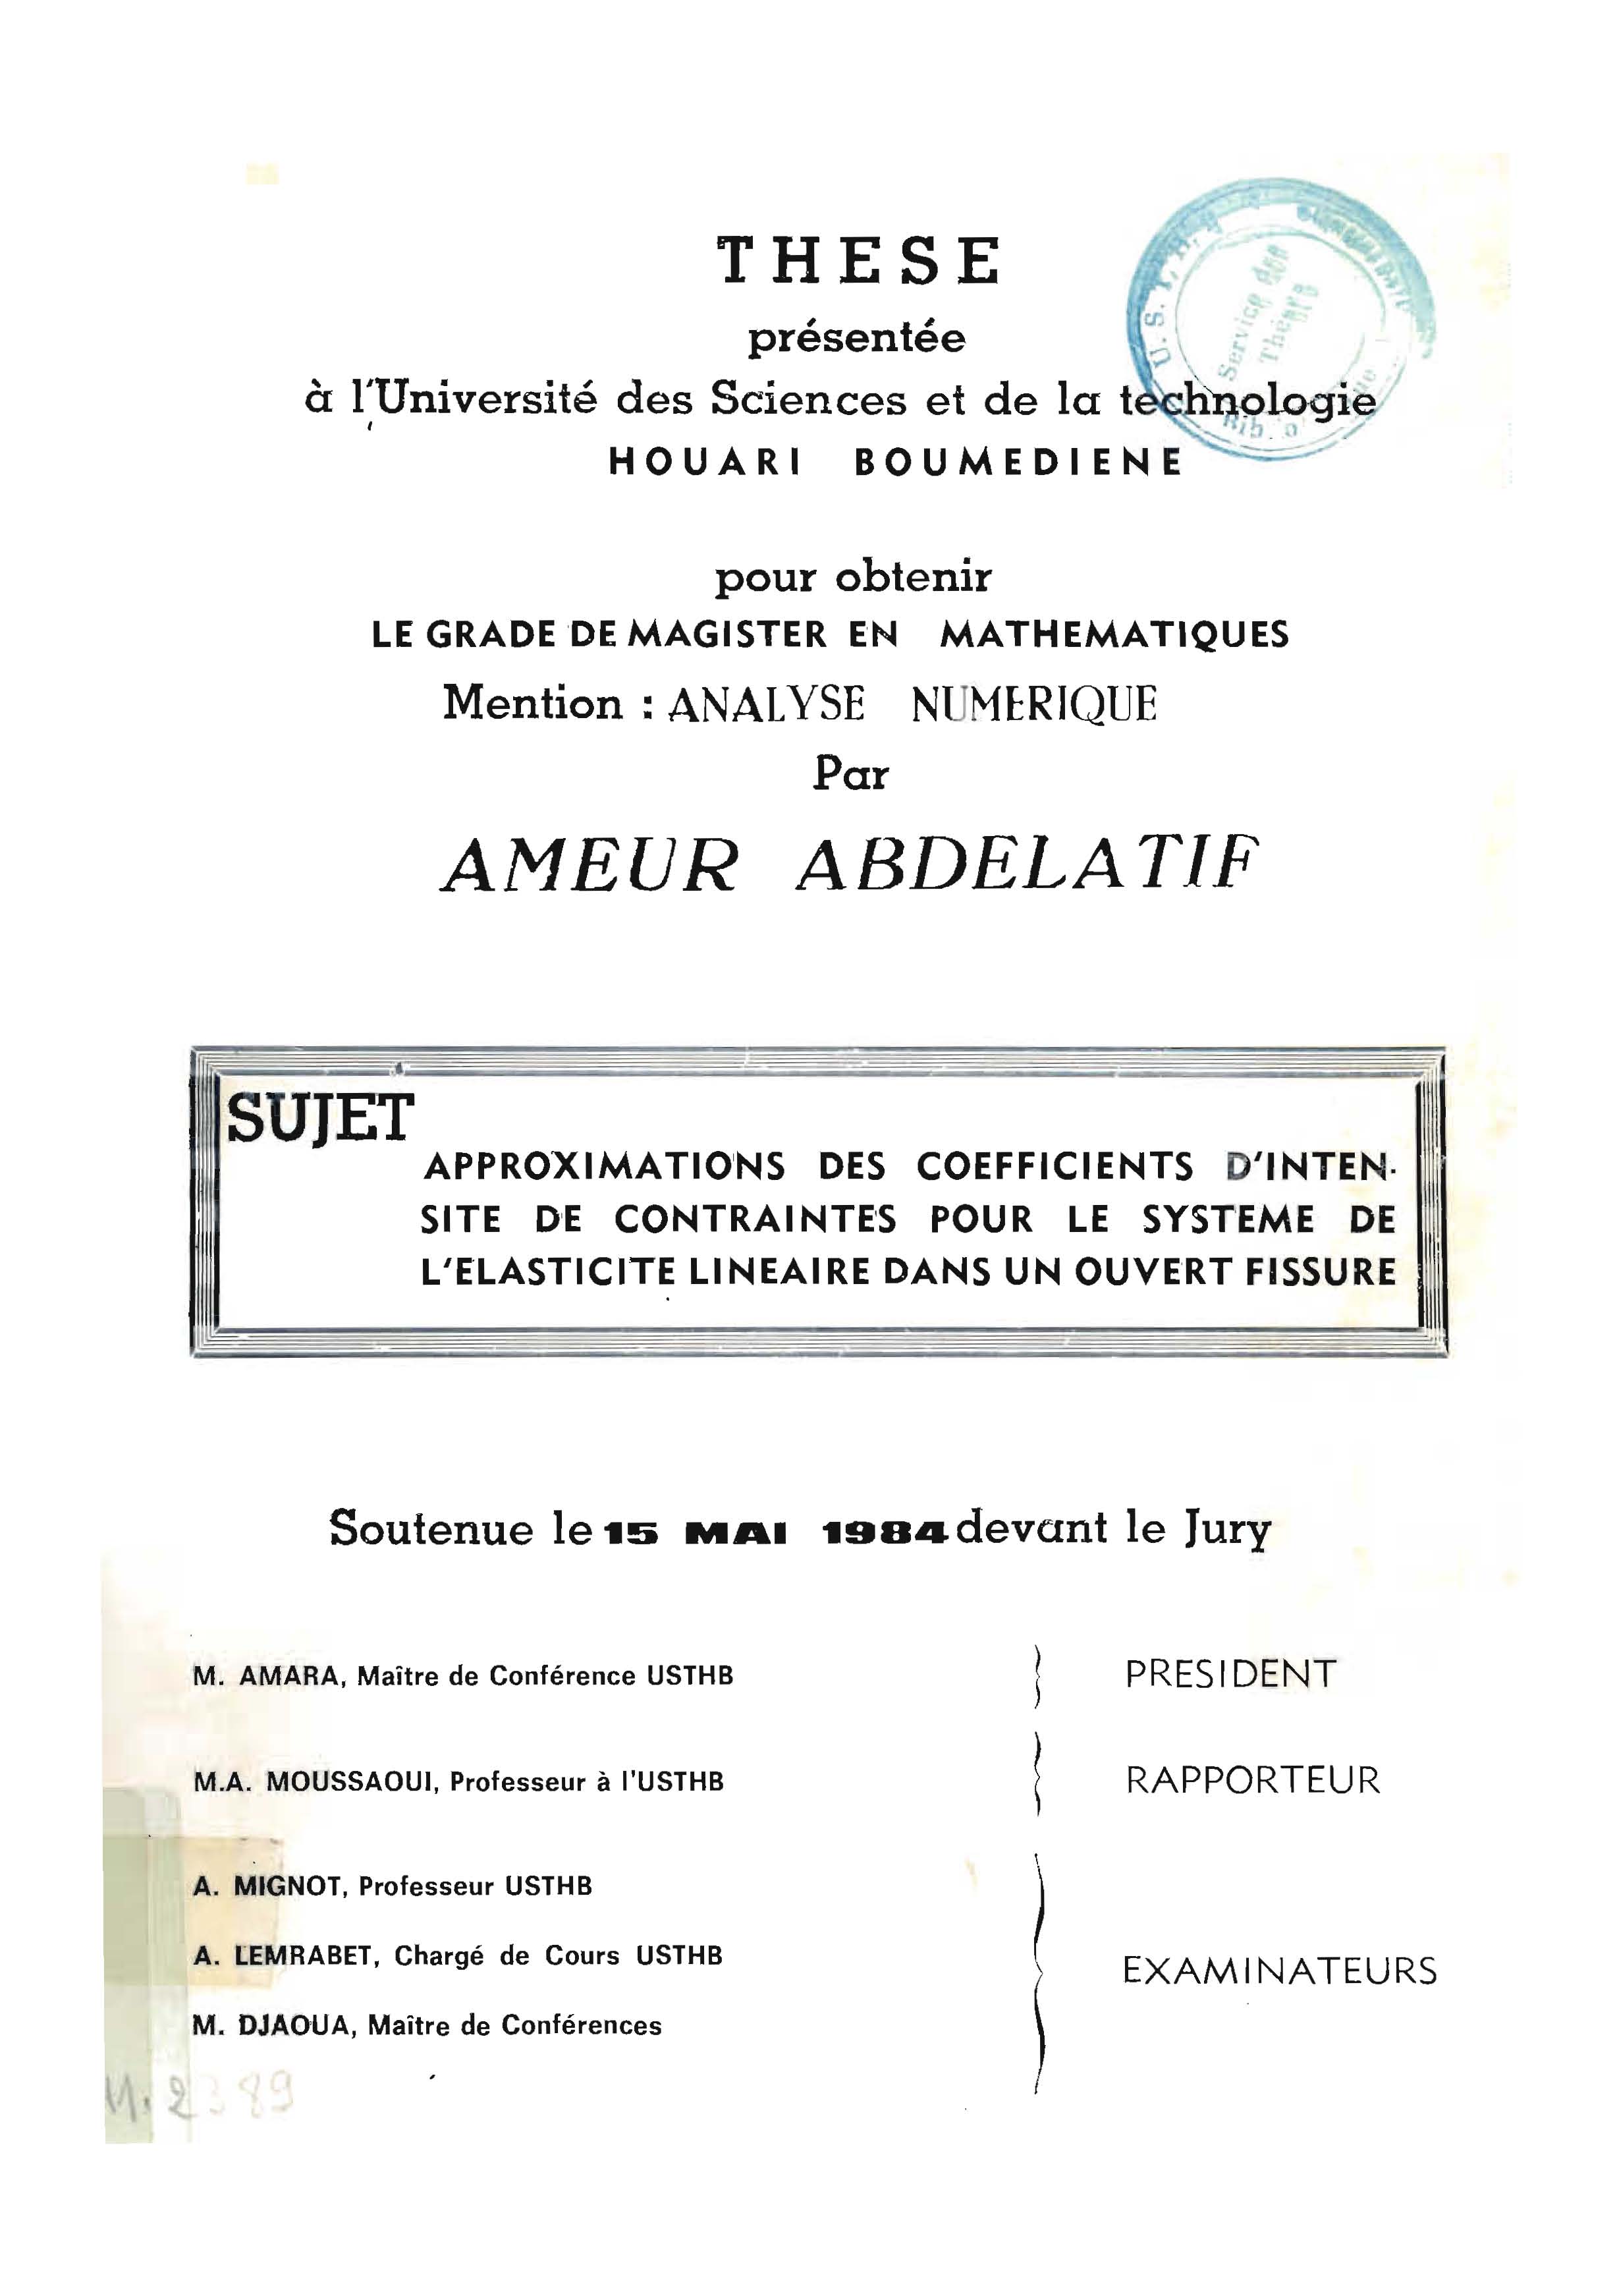 THESE
présentée
à l'Université des Sciences et de la technologie
HOUARI BOUMEDIENE
U.S.T.H.B
Service des
pour obtenir
LE GRADE DE MAGISTER EN MATHEMATIQUES
Mention : ANALYSE NUMERIQUE
Par
AMEUR ABDELATIF
SUJET
APPROXIMATIONS DES COEFFICIENTS D'INTEN-
SITE DE CONTRAINTES POUR LE SYSTEME DE
L'ELASTICITE LINEAIRE DANS UN OUVERT FISSURE
Soutenue le 15 MAI 1984 devant le Jury
M. AMARA, Maître de Conférence USTHB PRESIDENT
M.A. MOUSSAOUI, Professeur à l'USTHB RAPPORTEUR
A. MIGNOT, Professeur USTHB
A. LEMRABET, Chargé de Cours USTHB EXAMINATEURS
M. DJAOUA, Maître de Conférences
M. 2389